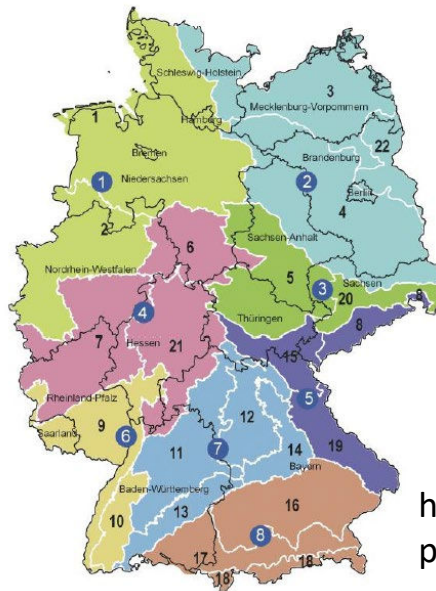 Schleswig-Holstein
3
Mecklenburg-Vorpommern
1
Hamburg
22
Bremen
Brandenburg
1
Niedersachsen
2
Berlin
4
2
6
Sachsen-Anhalt
Nordrhein-Westfalen
5
3
Sachsen
20
8
4
Thüringen
8
7
Hessen
21
15
Rheinland-Pfalz
5
12
9
Saarland
6
11
7
14
19
Bayern
Baden-Württemberg
10
13
16
h
17
8
p
18
18